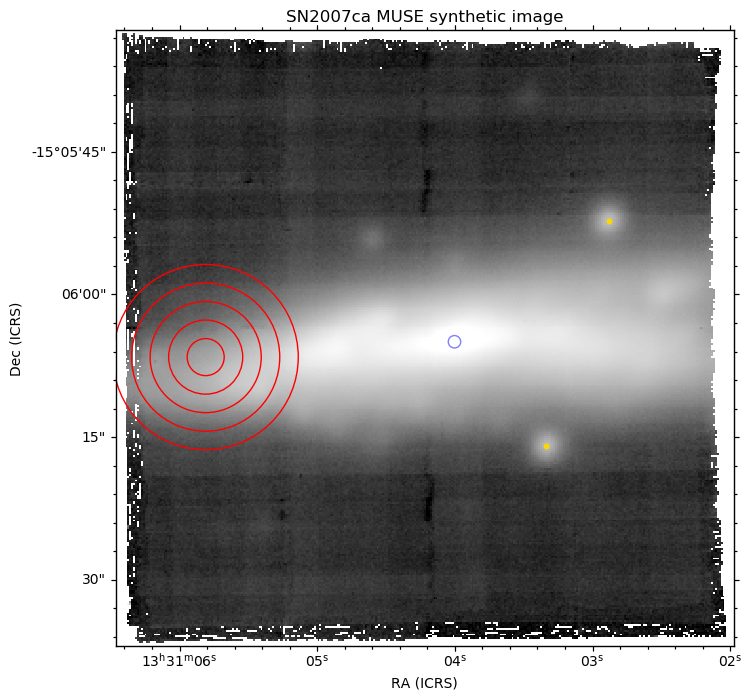 SN2007ca MUSE synthetic image
-15°05'45"
06'00"
15"
30"
Dec (ICRS)
13ʰ31ᵐ06ˢ 05ˢ 04ˢ 03ˢ 02ˢ
RA (ICRS)